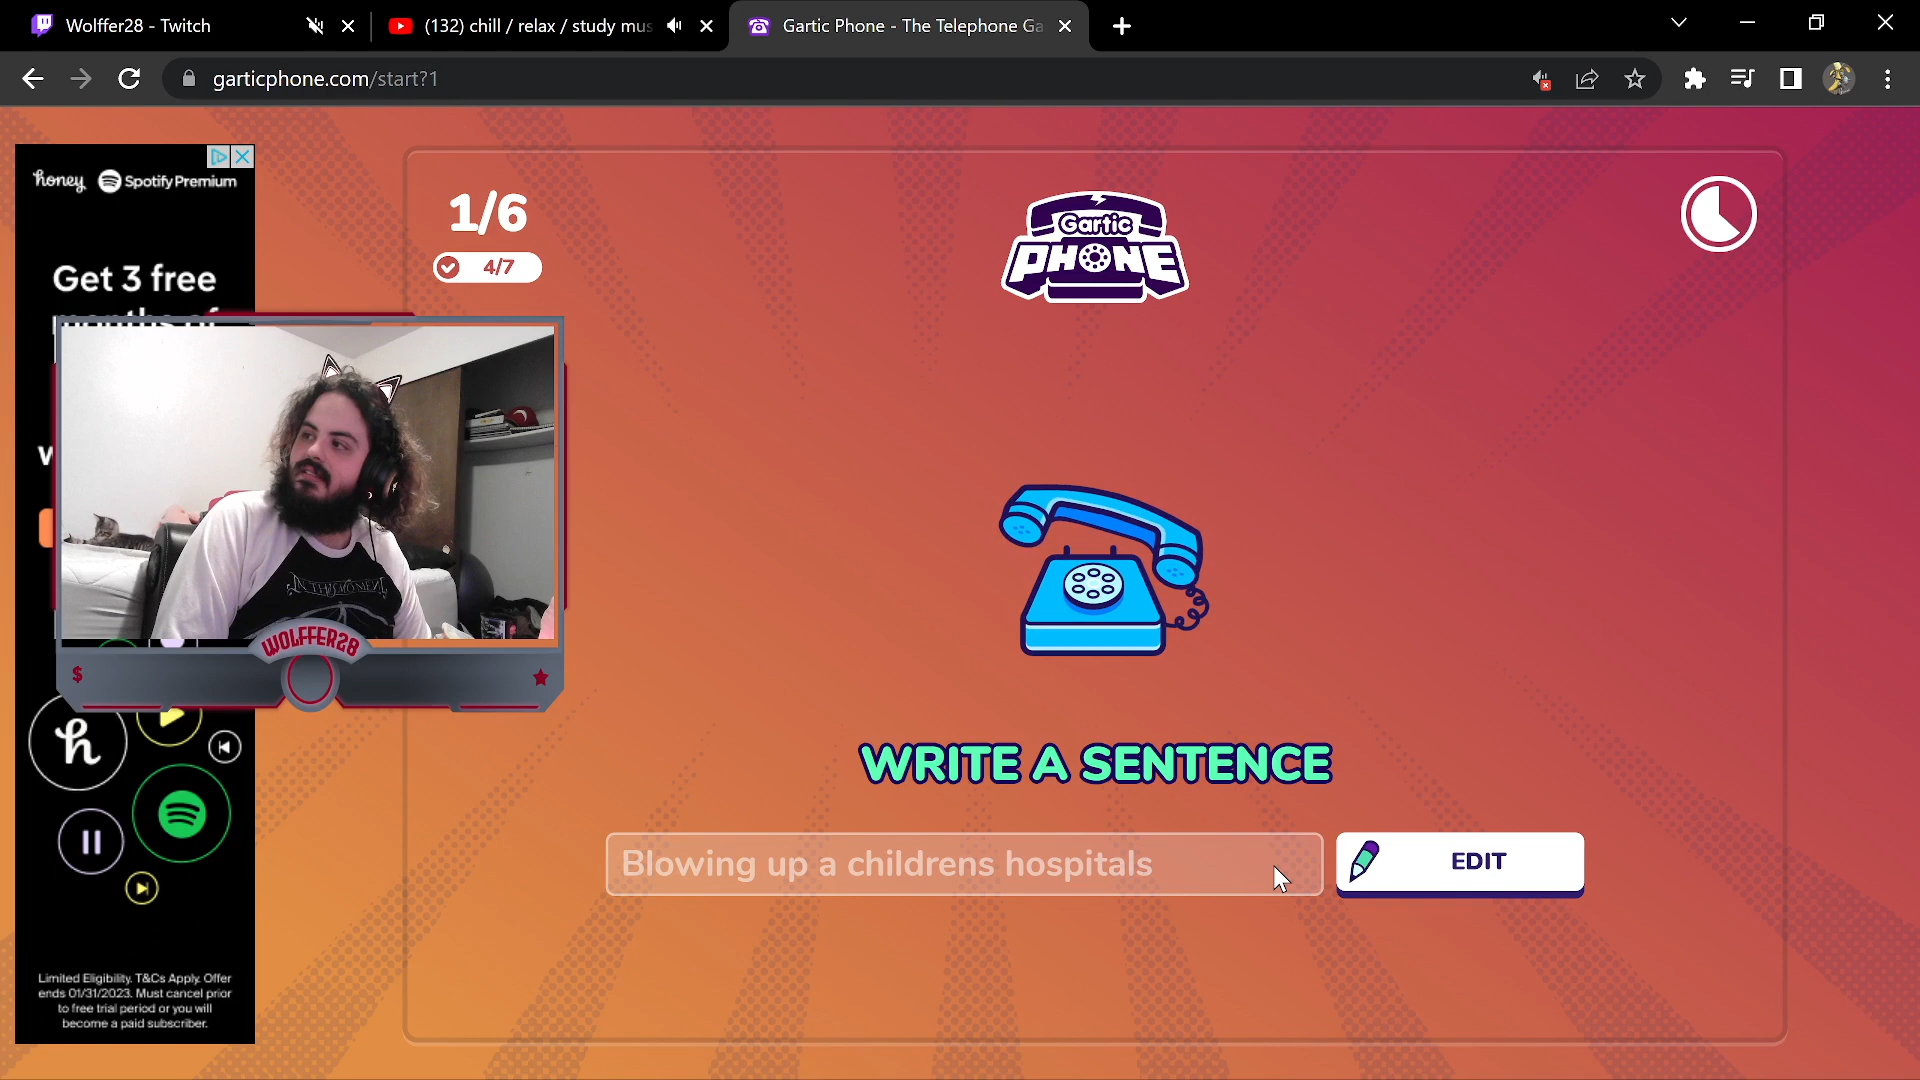 Wolffer28 - Twitch
(132) chill / relax / study mus
Gartic Phone - The Telephone Ga
garticphone.com/start?1
honey Spotify Premium
Get 3 free
months of
1/6
4/7
Gartic
PHONE
WOLFFER28
$
h
WRITE A SENTENCE
Blowing up a childrens hospitals
EDIT
Limited Eligibility. T&Cs Apply. Offer
ends 01/31/2023. Must cancel prior
to free trial period or you will
become a paid subscriber.